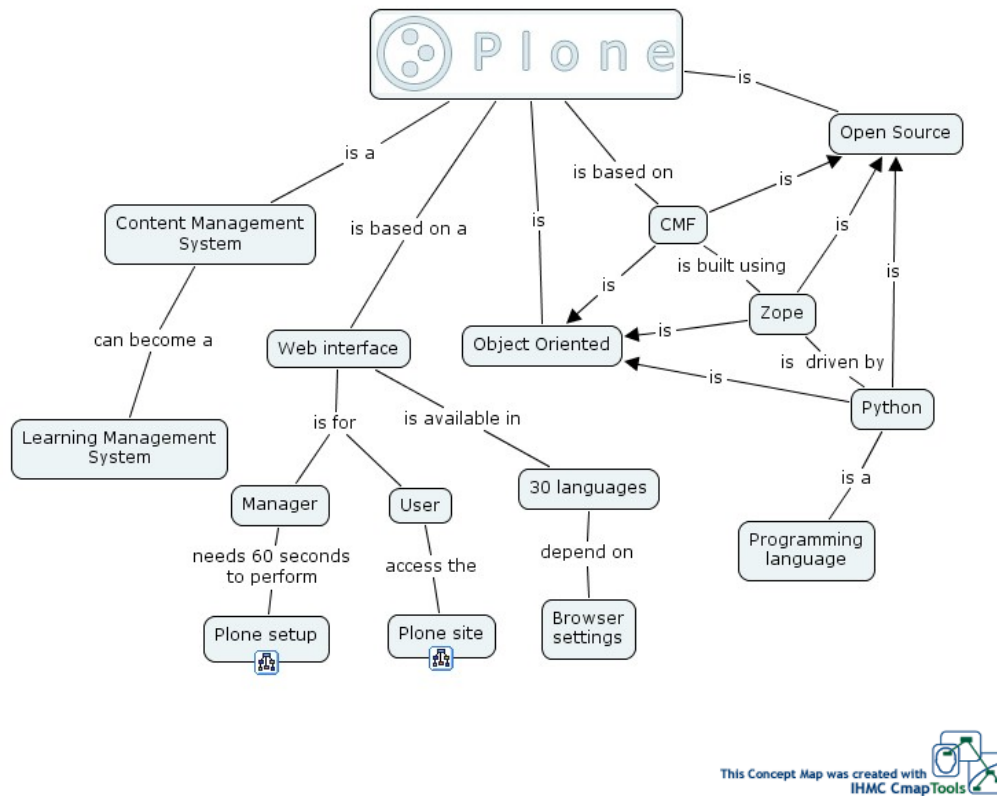 Plone
is
Open Source
is a
is based on
is
CMF
Content Management
System
is based on a
is
is
is built using
is
is
Zope
can become a
Web interface
Object Oriented
is
is driven by
is
Python
Learning Management
System
is for
is available in
is a
Manager
User
30 languages
needs 60 seconds
to perform
access the
depend on
Programming
language
Plone setup
Plone site
Browser
settings
This Concept Map was created with
IHMC CmapTools